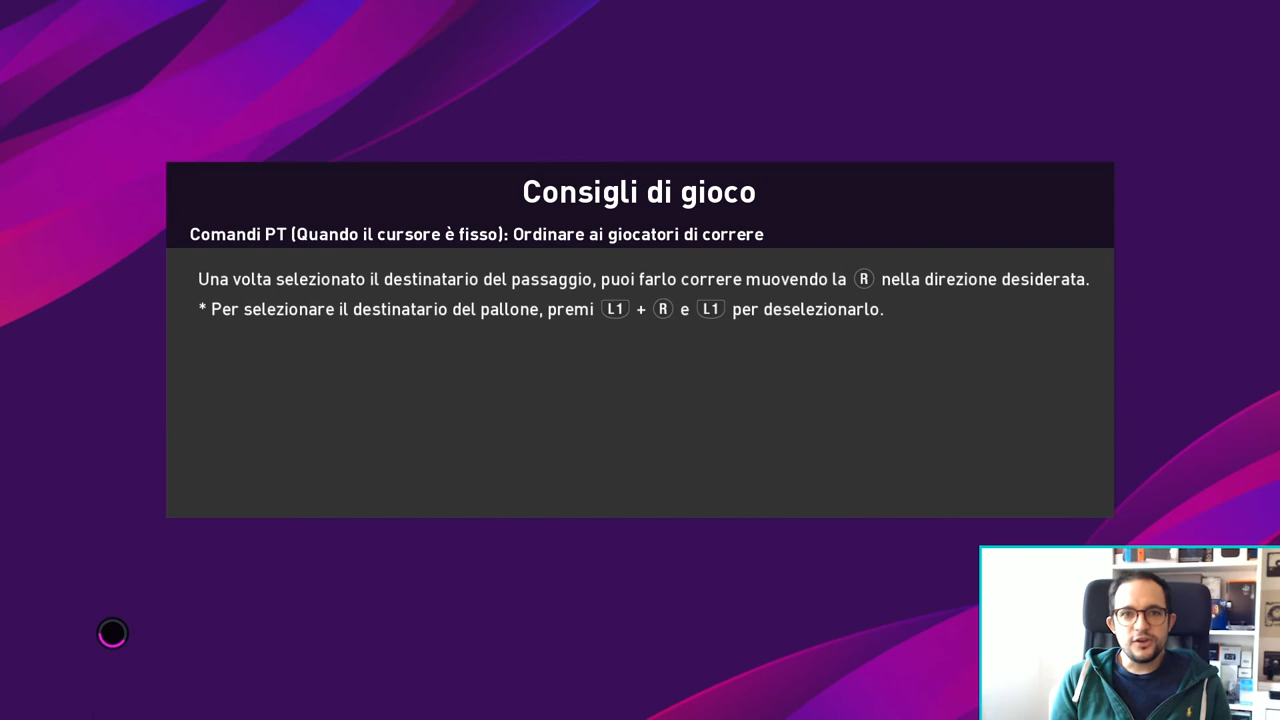 Consigli di gioco
Comandi PT (Quando il cursore è fisso): Ordinare ai giocatori di correre
Una volta selezionato il destinatario del passaggio, puoi farlo correre muovendo la R nella direzione desiderata.
* Per selezionare il destinatario del pallone, premi L1 + R e L1 per deselezionarlo.